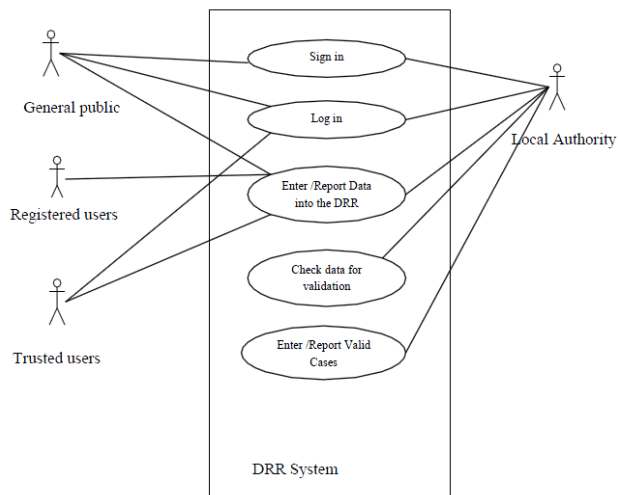 Sign in
General public
Log in
Local Authority
Enter /Report Data
into the DRR
Registered users
Check data for
validation
Enter /Report Valid
Cases
Trusted users
DRR System